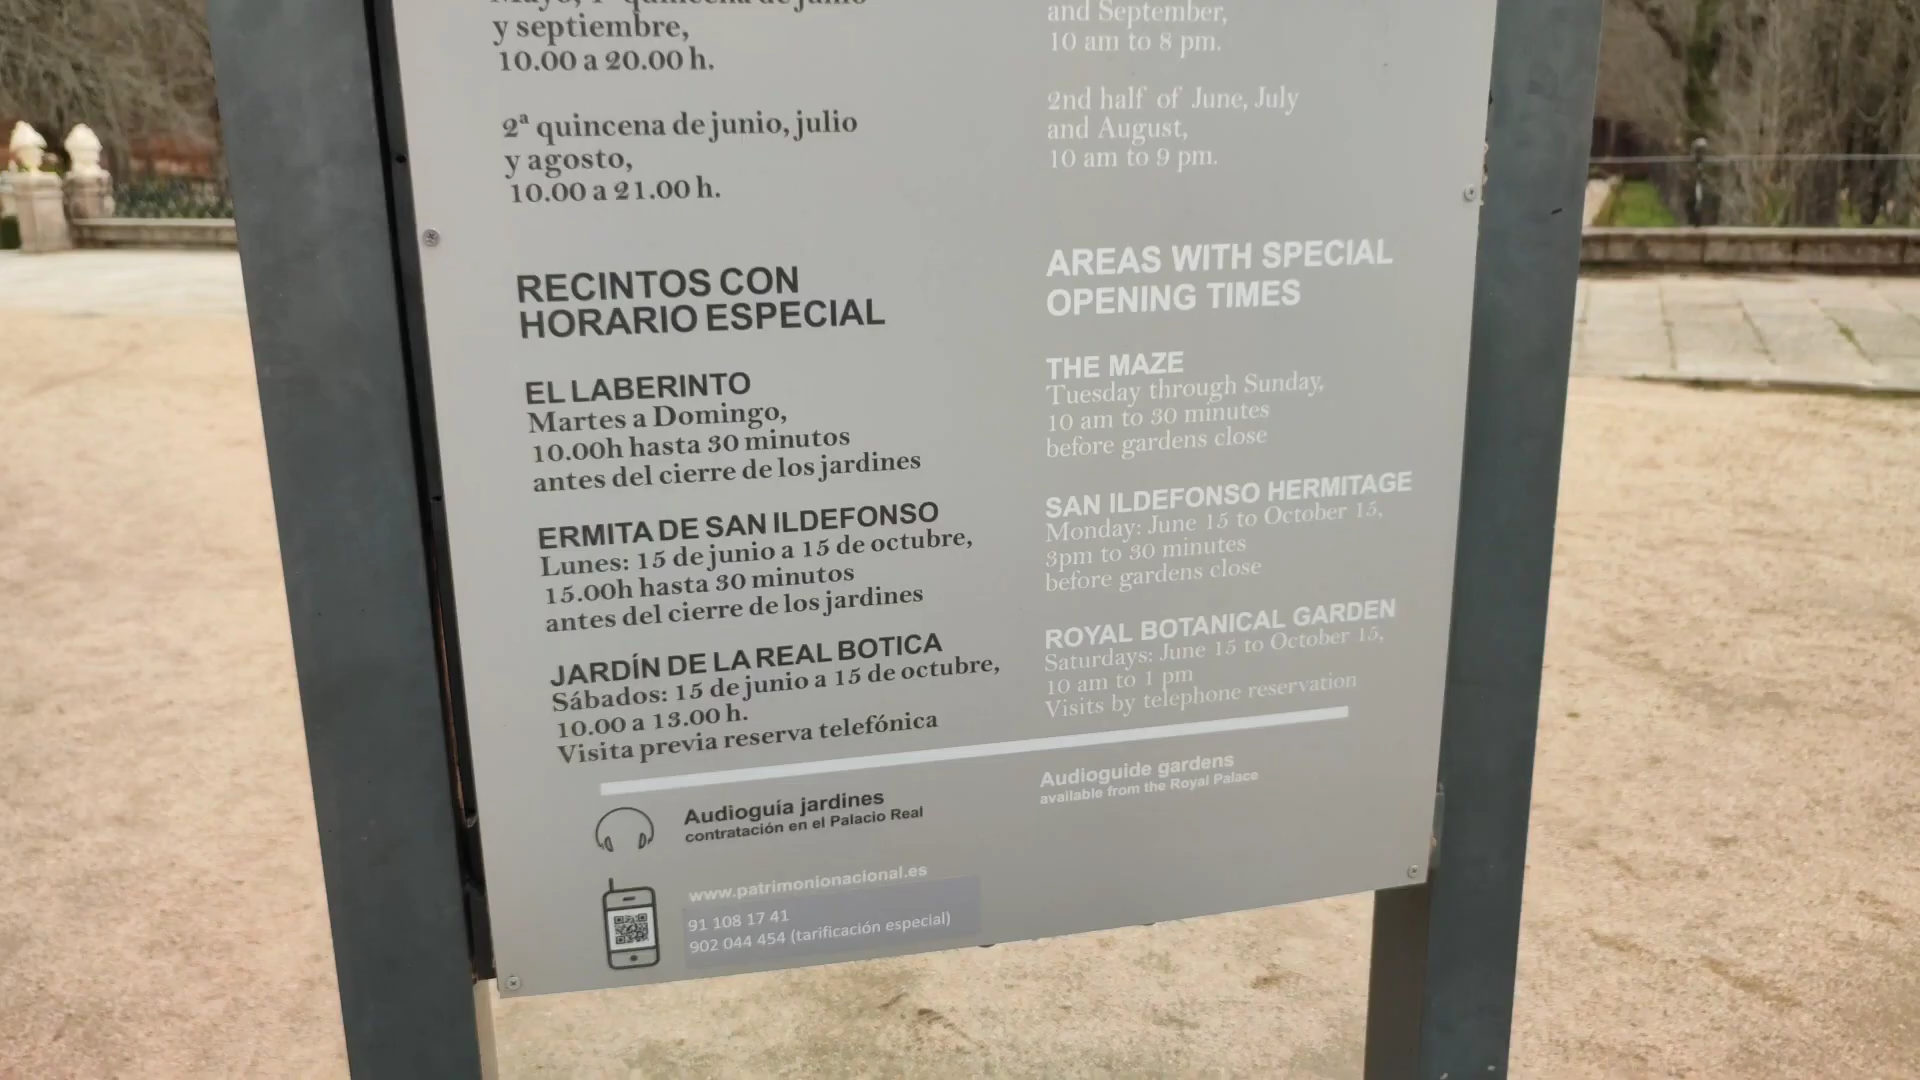 y septiembre,
10.00 a 20.00 h.
2ª quincena de junio, julio
y agosto,
10.00 a 21.00 h.
RECINTOS CON
HORARIO ESPECIAL
EL LABERINTO
Martes a Domingo,
10.00h hasta 30 minutos
antes del cierre de los jardines
ERMITA DE SAN ILDEFONSO
Lunes: 15 de junio a 15 de octubre,
15.00h hasta 30 minutos
antes del cierre de los jardines
JARDÍN DE LA REAL BOTICA
Sábados: 15 de junio a 15 de octubre,
10.00 a 13.00 h.
Visita previa reserva telefónica
and September,
10 am to 8 pm.
2nd half of June, July
and August,
10 am to 9 pm.
AREAS WITH SPECIAL
OPENING TIMES
THE MAZE
Tuesday through Sunday,
10 am to 30 minutes
before gardens close
SAN ILDEFONSO HERMITAGE
Monday: June 15 to October 15,
3pm to 30 minutes
before gardens close
ROYAL BOTANICAL GARDEN
Saturdays: June 15 to October 15,
10 am to 1 pm
Visits by telephone reservation
Audioguía jardines
contratación en el Palacio Real
Audioguide gardens
available from the Royal Palace
www.patrimonionacional.es
91 108 17 41
902 044 454 (tarificación especial)